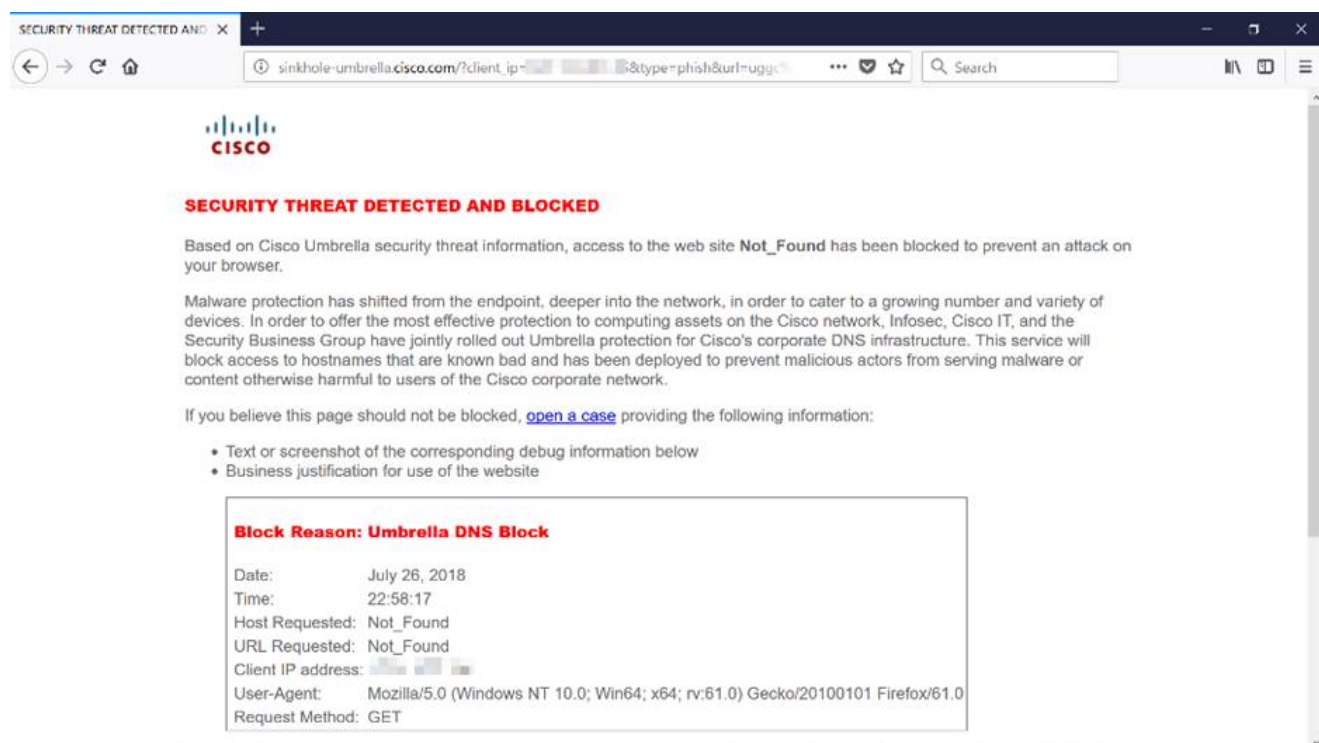 SECURITY THREAT DETECTED AND
sinkhole-umbrella.cisco.com/?client_ip= &type=phish&url=uggc
Search
CISCO
SECURITY THREAT DETECTED AND BLOCKED
Based on Cisco Umbrella security threat information, access to the web site Not_Found has been blocked to prevent an attack on
your browser.
Malware protection has shifted from the endpoint, deeper into the network, in order to cater to a growing number and variety of
devices. In order to offer the most effective protection to computing assets on the Cisco network, Infosec, Cisco IT, and the
Security Business Group have jointly rolled out Umbrella protection for Cisco's corporate DNS infrastructure. This service will
block access to hostnames that are known bad and has been deployed to prevent malicious actors from serving malware or
content otherwise harmful to users of the Cisco corporate network.
If you believe this page should not be blocked, open a case providing the following information:
• Text or screenshot of the corresponding debug information below
• Business justification for use of the website
Block Reason: Umbrella DNS Block
Date: July 26, 2018
Time: 22:58:17
Host Requested: Not_Found
URL Requested: Not_Found
Client IP address:
User-Agent: Mozilla/5.0 (Windows NT 10.0; Win64; x64; rv:61.0) Gecko/20100101 Firefox/61.0
Request Method: GET